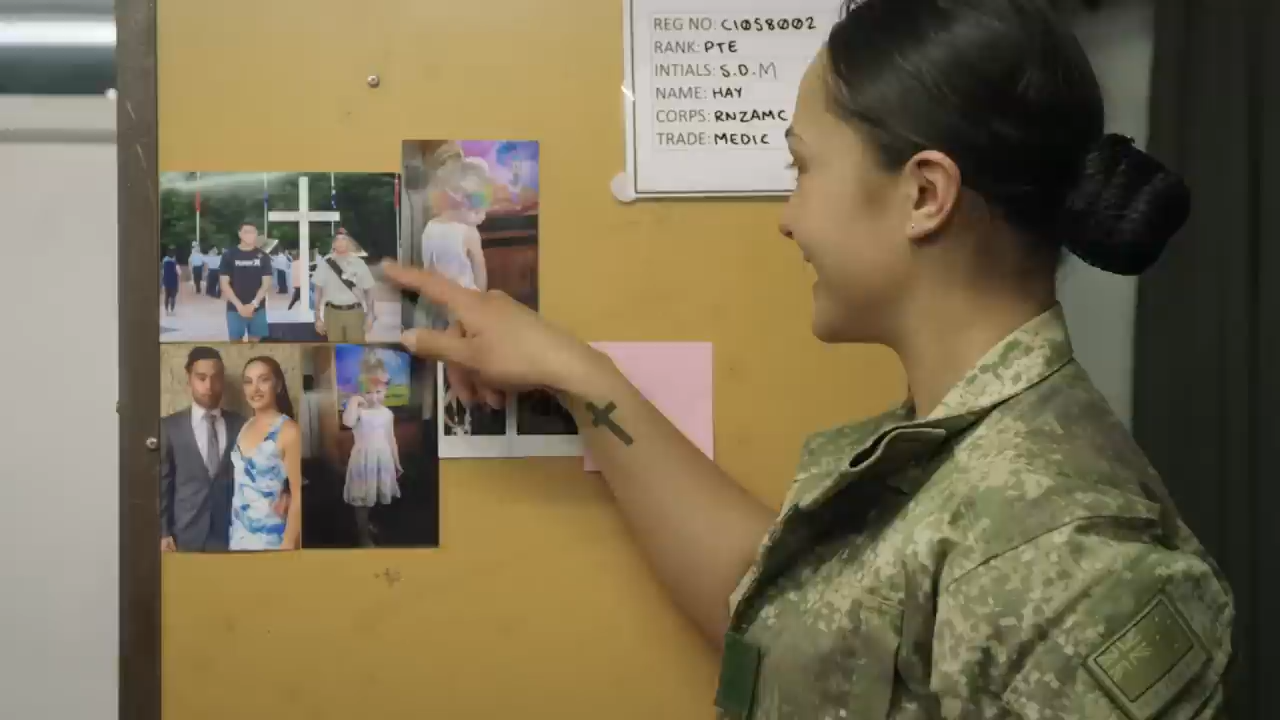 REG NO: C1058002
RANK: PTE
INTIALS: S.D.M
NAME: HAY
CORPS: RNZAMC
TRADE: MEDIC